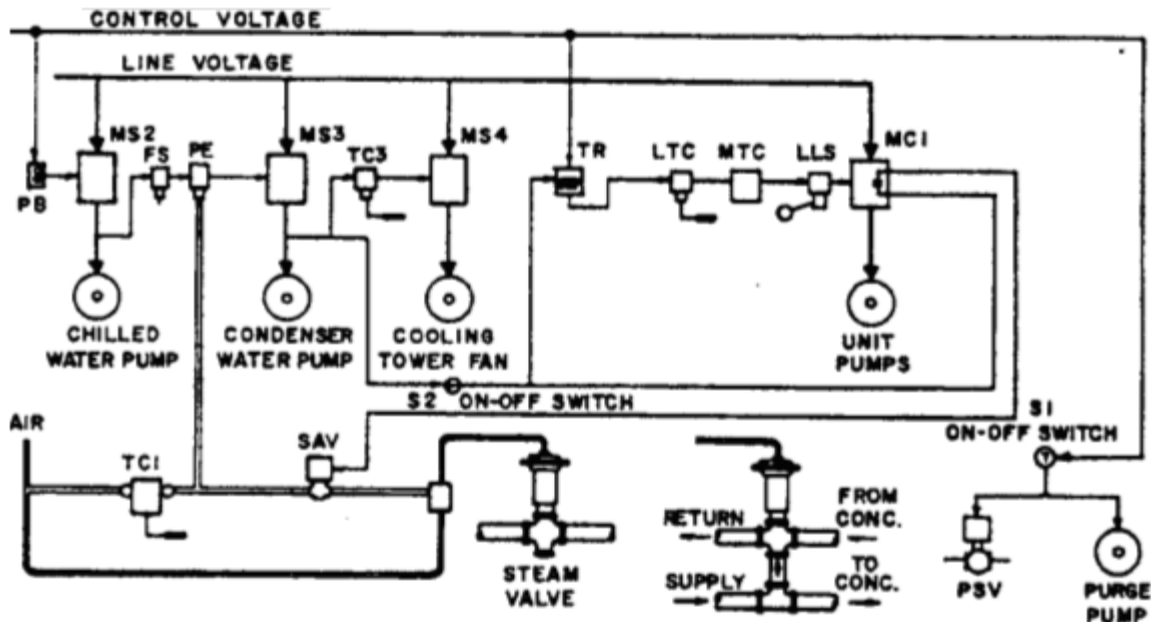 CONTROL VOLTAGE
LINE VOLTAGE
MS2
FS
PE
MS3
TC3
MS4
TR
LTC
MTC
LLS
MC1
PB
CHILLED
WATER PUMP
CONDENSER
WATER PUMP
COOLING
TOWER FAN
UNIT
PUMPS
S2 ON-OFF SWITCH
S1
ON-OFF SWITCH
AIR
TC1
SAV
STEAM
VALVE
RETURN
FROM
CONC.
SUPPLY
TO
CONC.
PSV
PURGE
PUMP